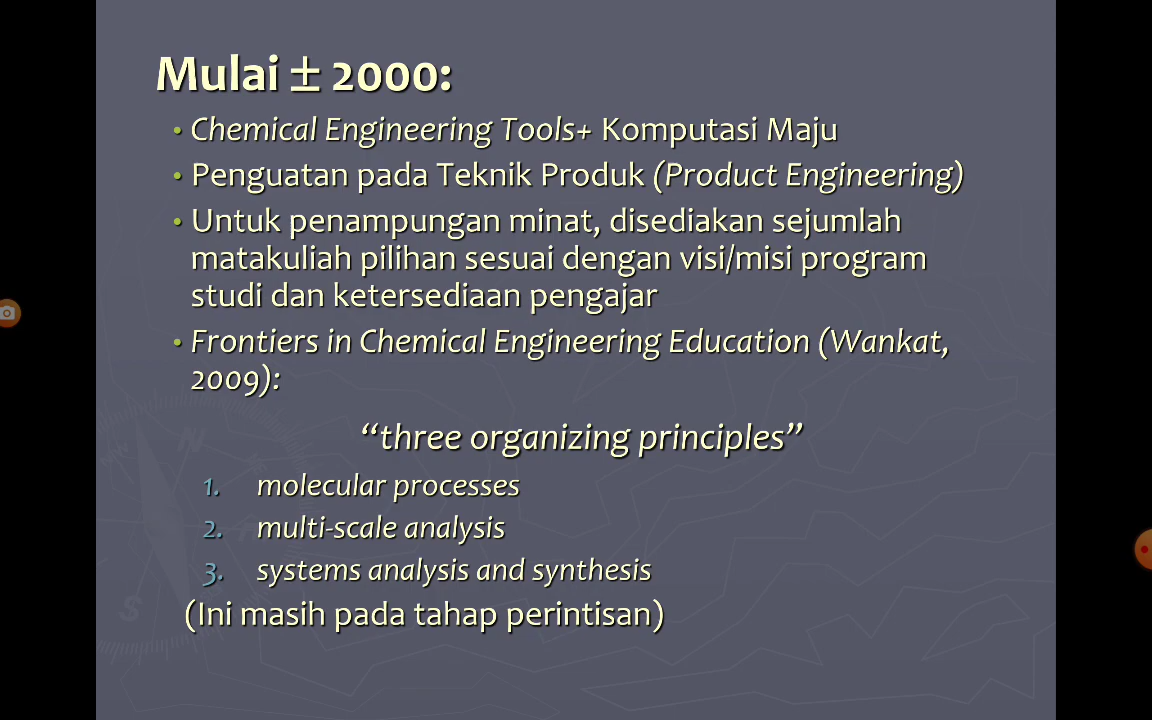 Mulai ± 2000:
• Chemical Engineering Tools+ Komputasi Maju
• Penguatan pada Teknik Produk (Product Engineering)
• Untuk penampungan minat, disediakan sejumlah
matakuliah pilihan sesuai dengan visi/misi program
studi dan ketersediaan pengajar
• Frontiers in Chemical Engineering Education (Wankat,
2009):
“three organizing principles”
1. molecular processes
2. multi-scale analysis
3. systems analysis and synthesis
(Ini masih pada tahap perintisan)
N
S